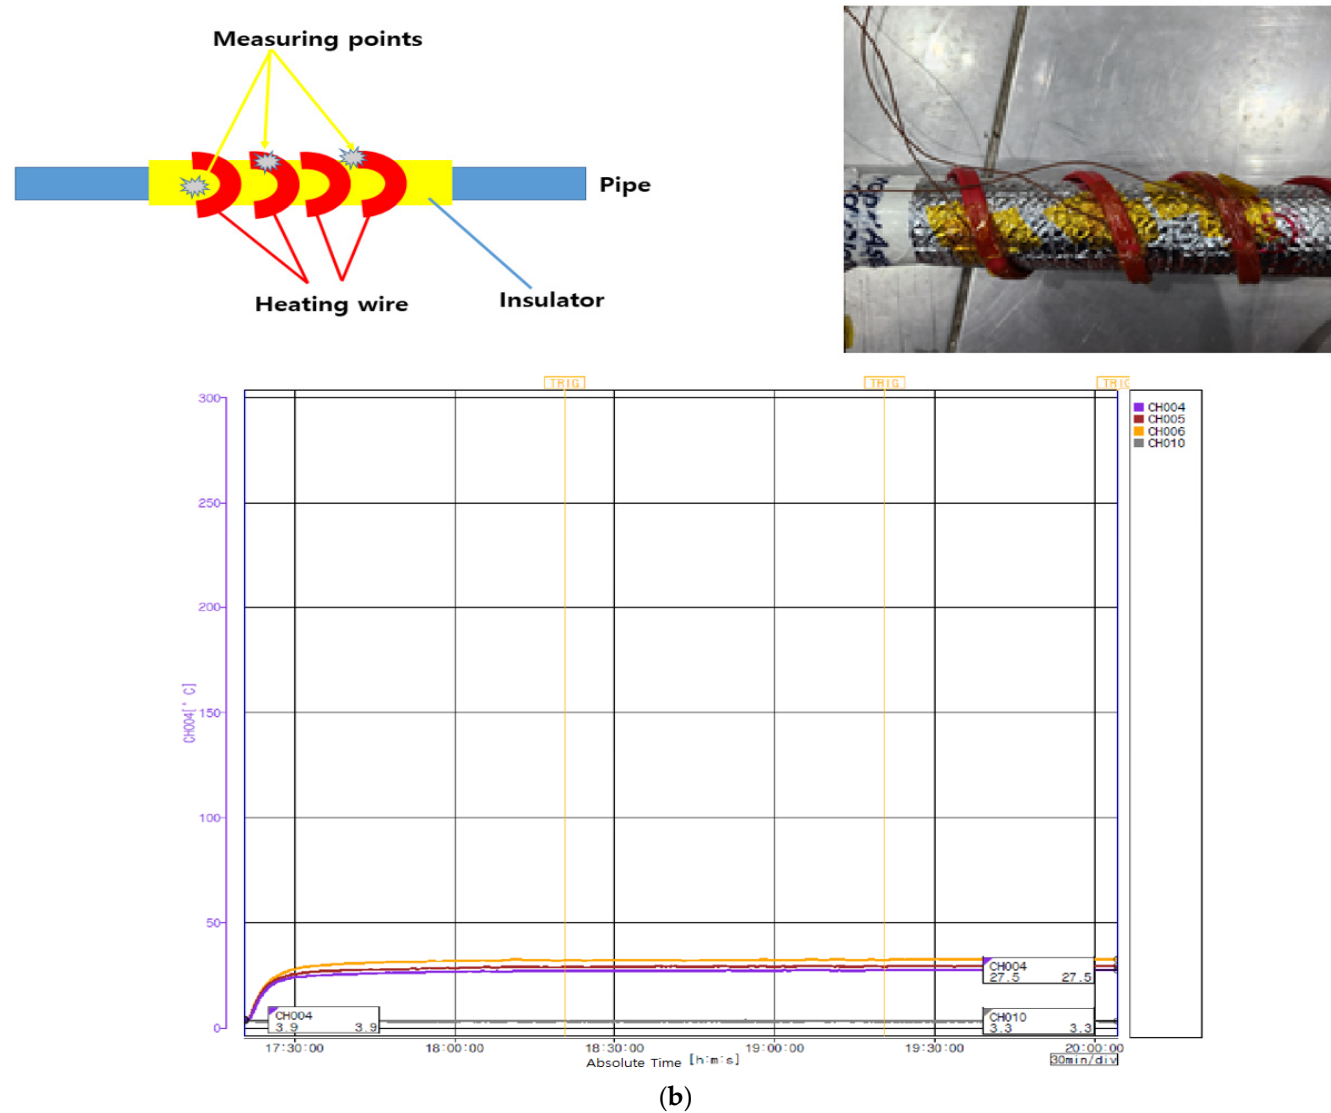 Measuring points
Pipe
Heating wire
Insulator
TRIG TRIG TRIG
300
250
200
150
100
50
0
CH004[°C]
CH004
CH005
CH006
CH010
CH004
3.9 3.9
CH004
27.5 27.5
CH010
3.3 3.3
17:30:00 18:00:00 18:30:00 19:00:00 19:30:00 20:00:00
Absolute Time [h:m:s]
30min/div
(b)